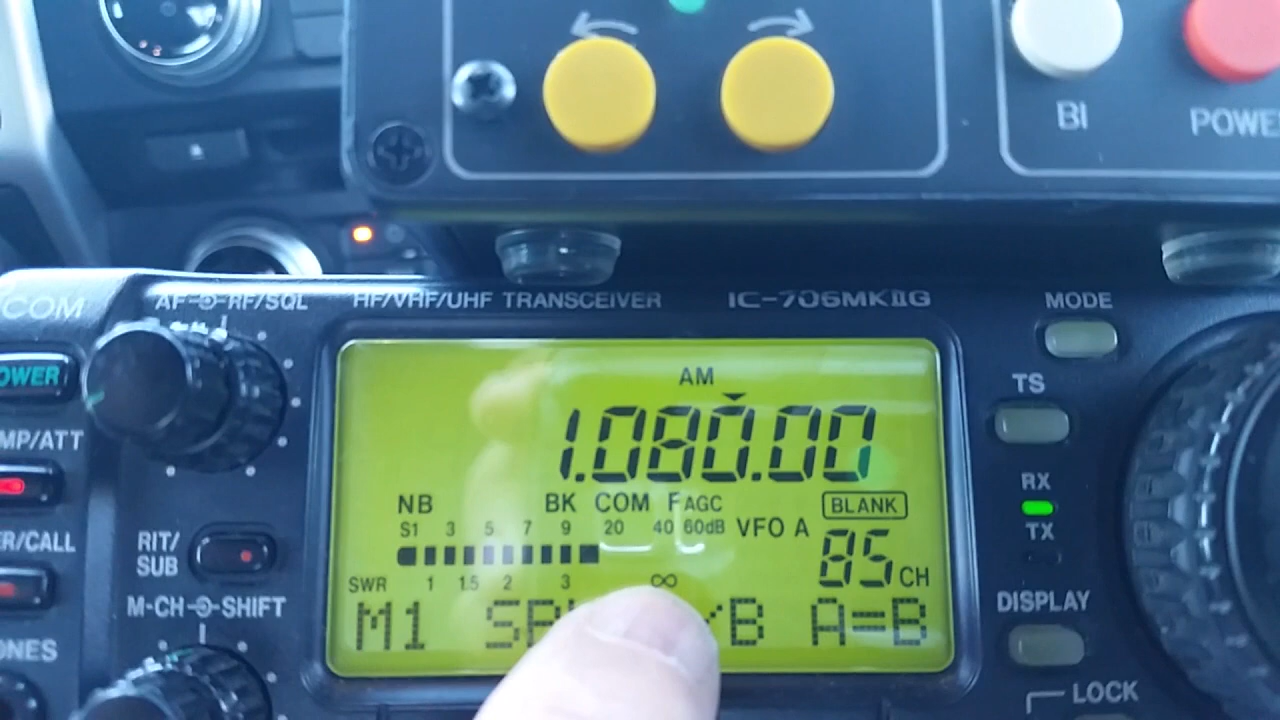 BI
POWE
COM
AF RF/SQL
HF/VHF/UHF TRANSCEIVER
IC-706MKIIG
MODE
OWER
AM
TS
1.080.00
MP/ATT
NB BK COM F AGC BLANK
RX
S1 3 5 7 9 20 40 60dB VFO A
TX
ER/CALL
RIT/
SUB
85 CH
SWR 1 1.5 2 3 ∞
M-CH SHIFT
DISPLAY
M1 SP /B A=B
ONES
LOCK